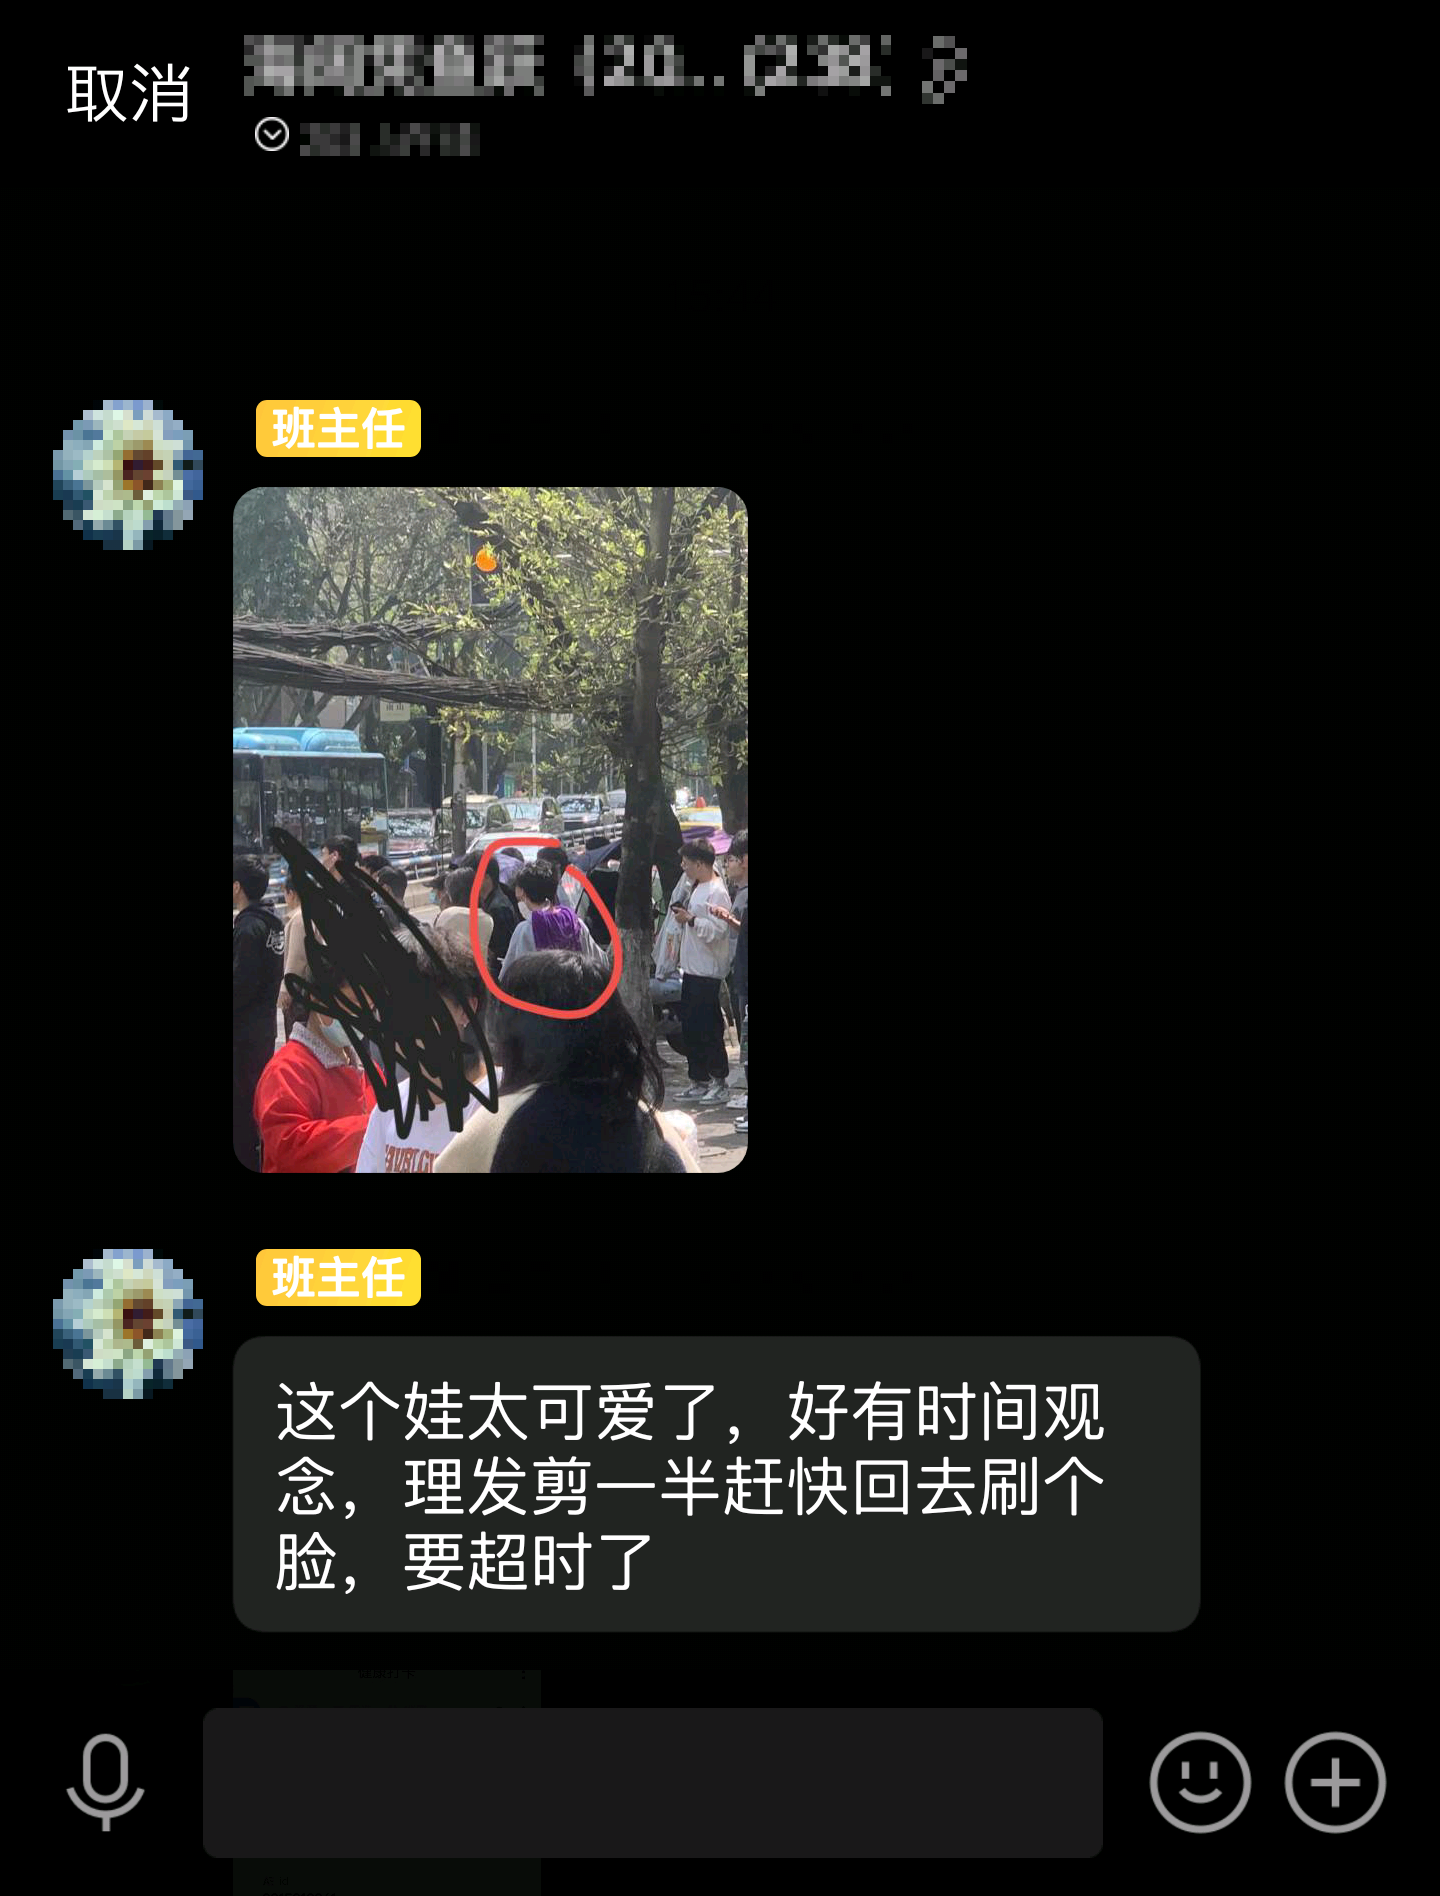 取消
班主任
班主任
这个娃太可爱了，好有时间观
念，理发剪一半赶快回去刷个
脸，要超时了